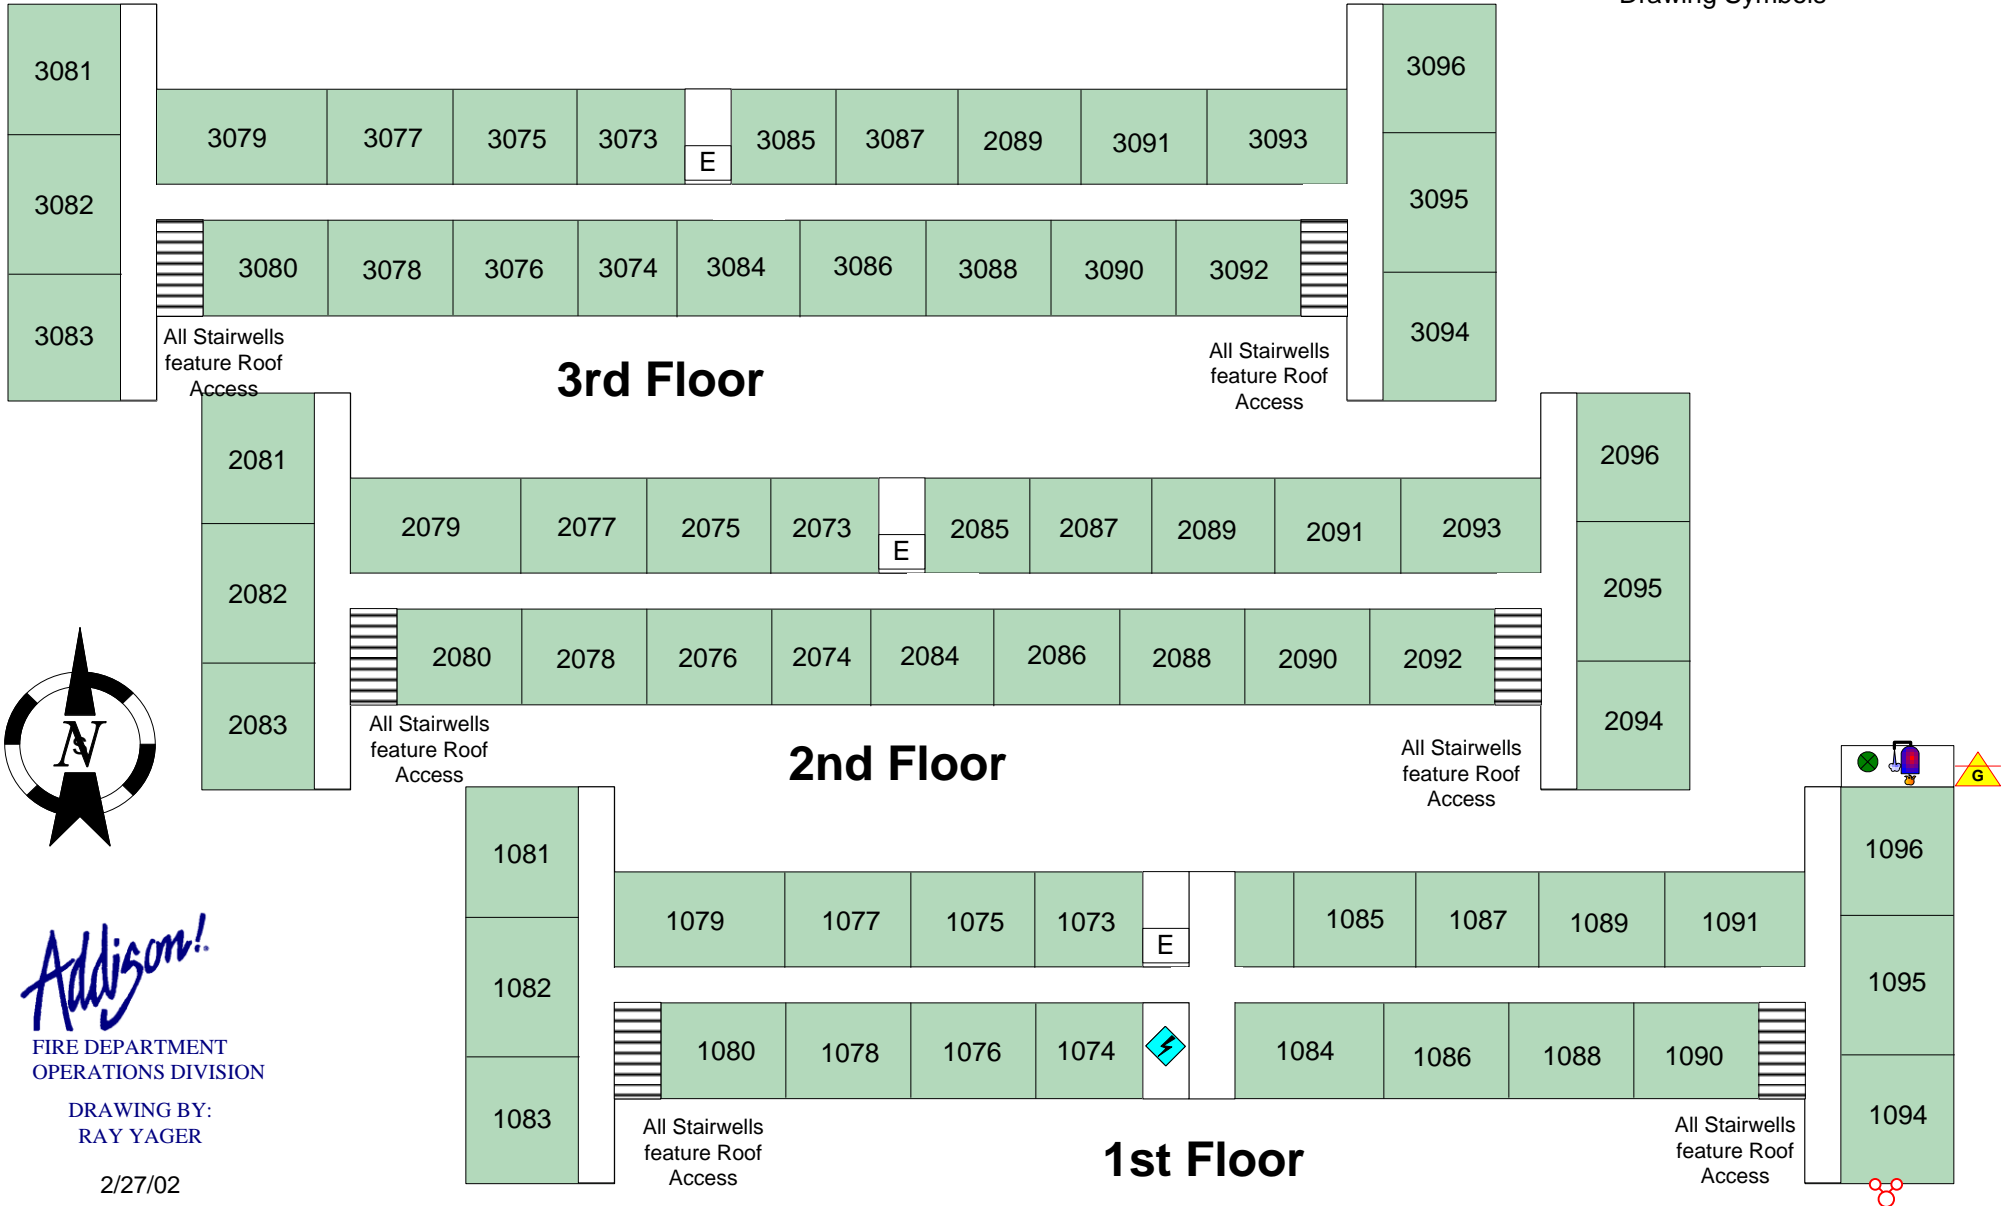 Drawing Symbols
3081
3096
3079 3077 3075 3073 3085 3087 2089 3091 3093
E
3082
3095
3080 3078 3076 3074 3084 3086 3088 3090 3092
3083
3094
All Stairwells
feature Roof
Access
3rd Floor
All Stairwells
feature Roof
Access
2081
2096
2079 2077 2075 2073 2085 2087 2089 2091 2093
E
2082
2095
2080 2078 2076 2074 2084 2086 2088 2090 2092
2083
2094
All Stairwells
feature Roof
Access
2nd Floor
All Stairwells
feature Roof
Access
N
S
G
1081
1096
1079 1077 1075 1073 1085 1087 1089 1091
E
1082
1095
1080 1078 1076 1074 1084 1086 1088 1090
1083
1094
All Stairwells
feature Roof
Access
1st Floor
All Stairwells
feature Roof
Access
Addison!
FIRE DEPARTMENT
OPERATIONS DIVISION
DRAWING BY:
RAY YAGER
2/27/02